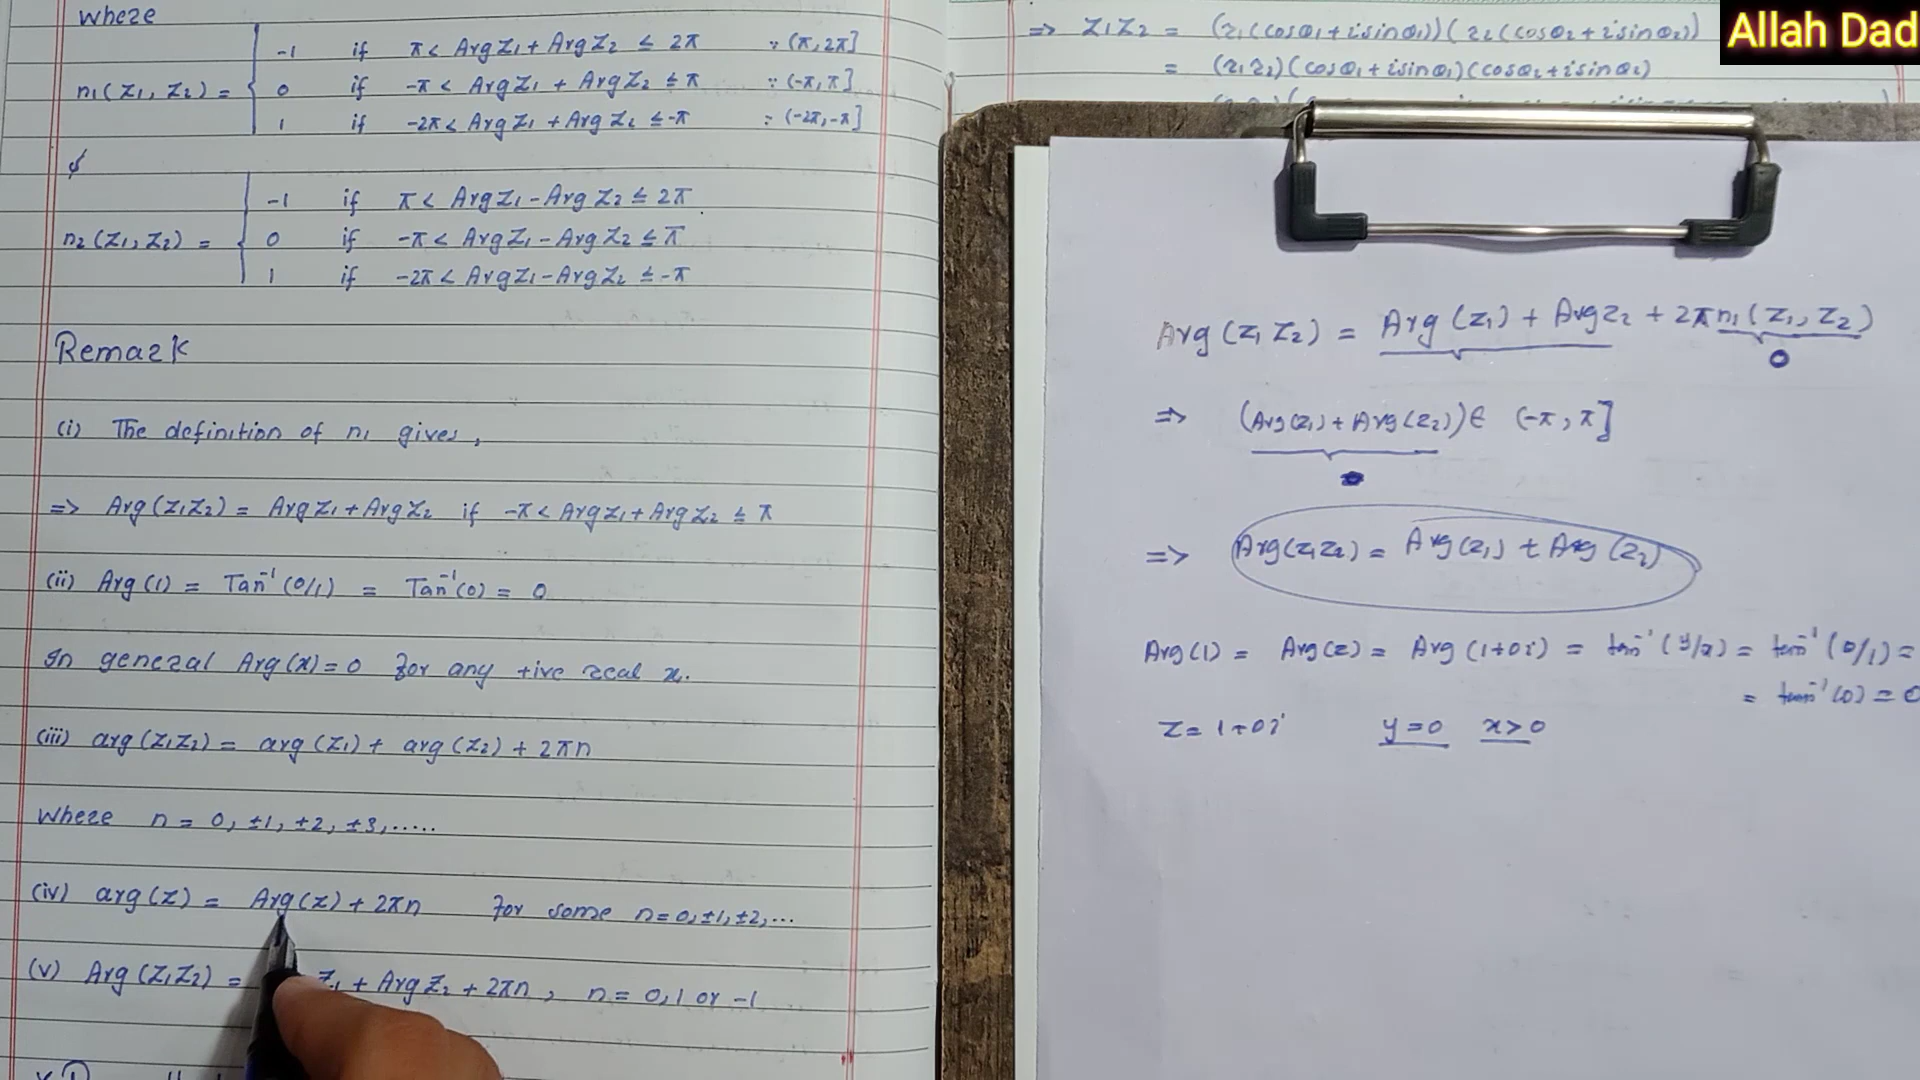 where
n1(Z1, Z2) = { -1 if π < Arg Z1 + Arg Z2 ≤ 2π ∵ (π, 2π]
0 if -π < Arg Z1 + Arg Z2 ≤ π ∵ (-π, π]
1 if -2π < Arg Z1 + Arg Z2 ≤ -π : (-2π, -π]
&
n2(Z1, Z2) = { -1 if π < Arg Z1 - Arg Z2 ≤ 2π
0 if -π < Arg Z1 - Arg Z2 ≤ π
1 if -2π < Arg Z1 - Arg Z2 ≤ -π
Remark
(i) The definition of n1 gives,
=> Arg(Z1Z2) = Arg Z1 + Arg Z2 if -π < Arg Z1 + Arg Z2 ≤ π
(ii) Arg(1) = Tan⁻¹(0/1) = Tan⁻¹(0) = 0
In general Arg(x) = 0 for any +ive real x.
(iii) arg(Z1Z2) = arg(Z1) + arg(Z2) + 2πn
where n = 0, ±1, ±2, ±3, .....
(iv) arg(Z) = Arg(Z) + 2πn for some n = 0, ±1, ±2, ...
(v) Arg(Z1Z2) = Z1 + Arg Z2 + 2πn, n = 0, 1 or -1
=> Z1Z2 = (r1(cosθ1 + isinθ1))(r2(cosθ2 + isinθ2))
= (r1r2)(cosθ1 + isinθ1)(cosθ2 + isinθ2)
Allah Dad
Arg(Z1 Z2) = Arg(Z1) + Arg Z2 + 2π n1(Z1, Z2)
0
=> (Arg(Z1) + Arg(Z2)) ∈ (-π, π]
=> Arg(Z1Z2) = Arg(Z1) + Arg(Z2)
Arg(1) = Arg(Z) = Arg(1+0i) = tan⁻¹(y/x) = tan⁻¹(0/1) =
= tan⁻¹(0) = 0
Z = 1+0i y=0 x>0